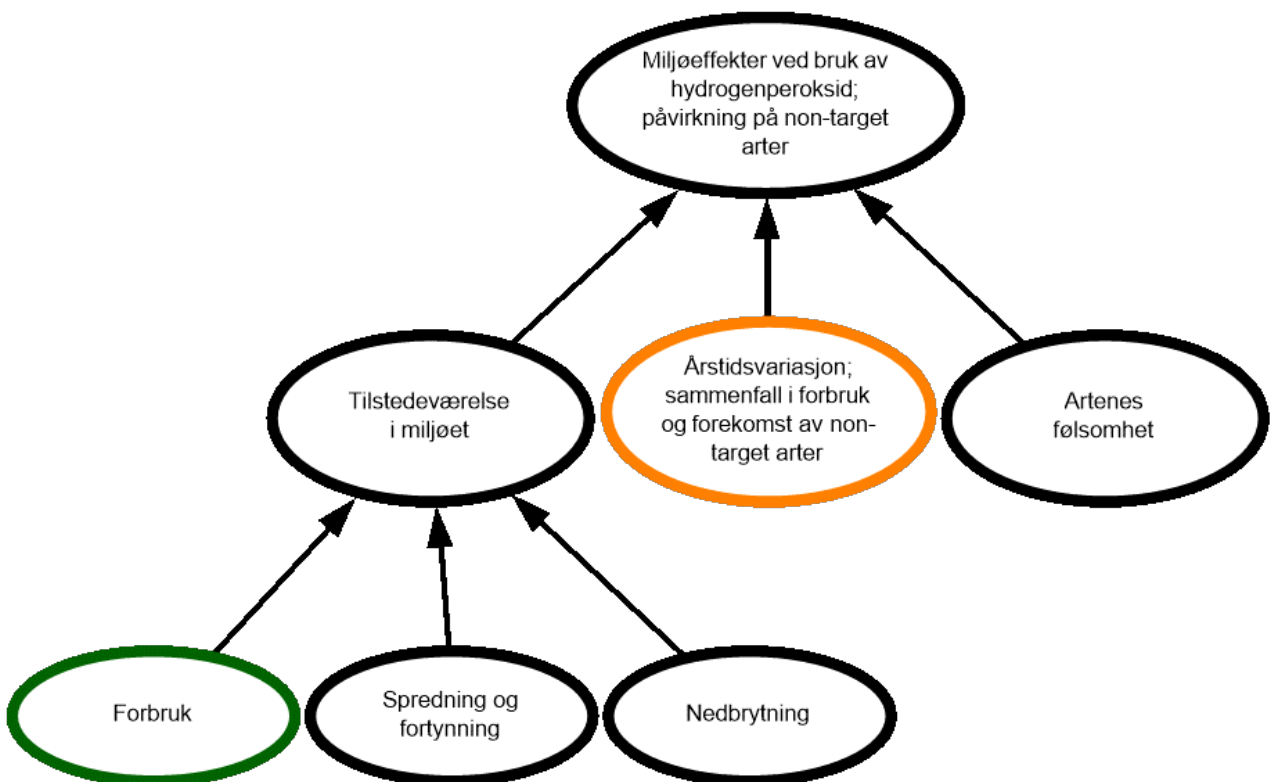 Miljøeffekter ved bruk av
hydrogenperoksid;
påvirkning på non-target
arter
Tilstedeværelse
i miljøet
Årstidsvariasjon;
sammenfall i forbruk
og forekomst av non-
target arter
Artenes
følsomhet
Forbruk
Spredning og
fortynning
Nedbrytning